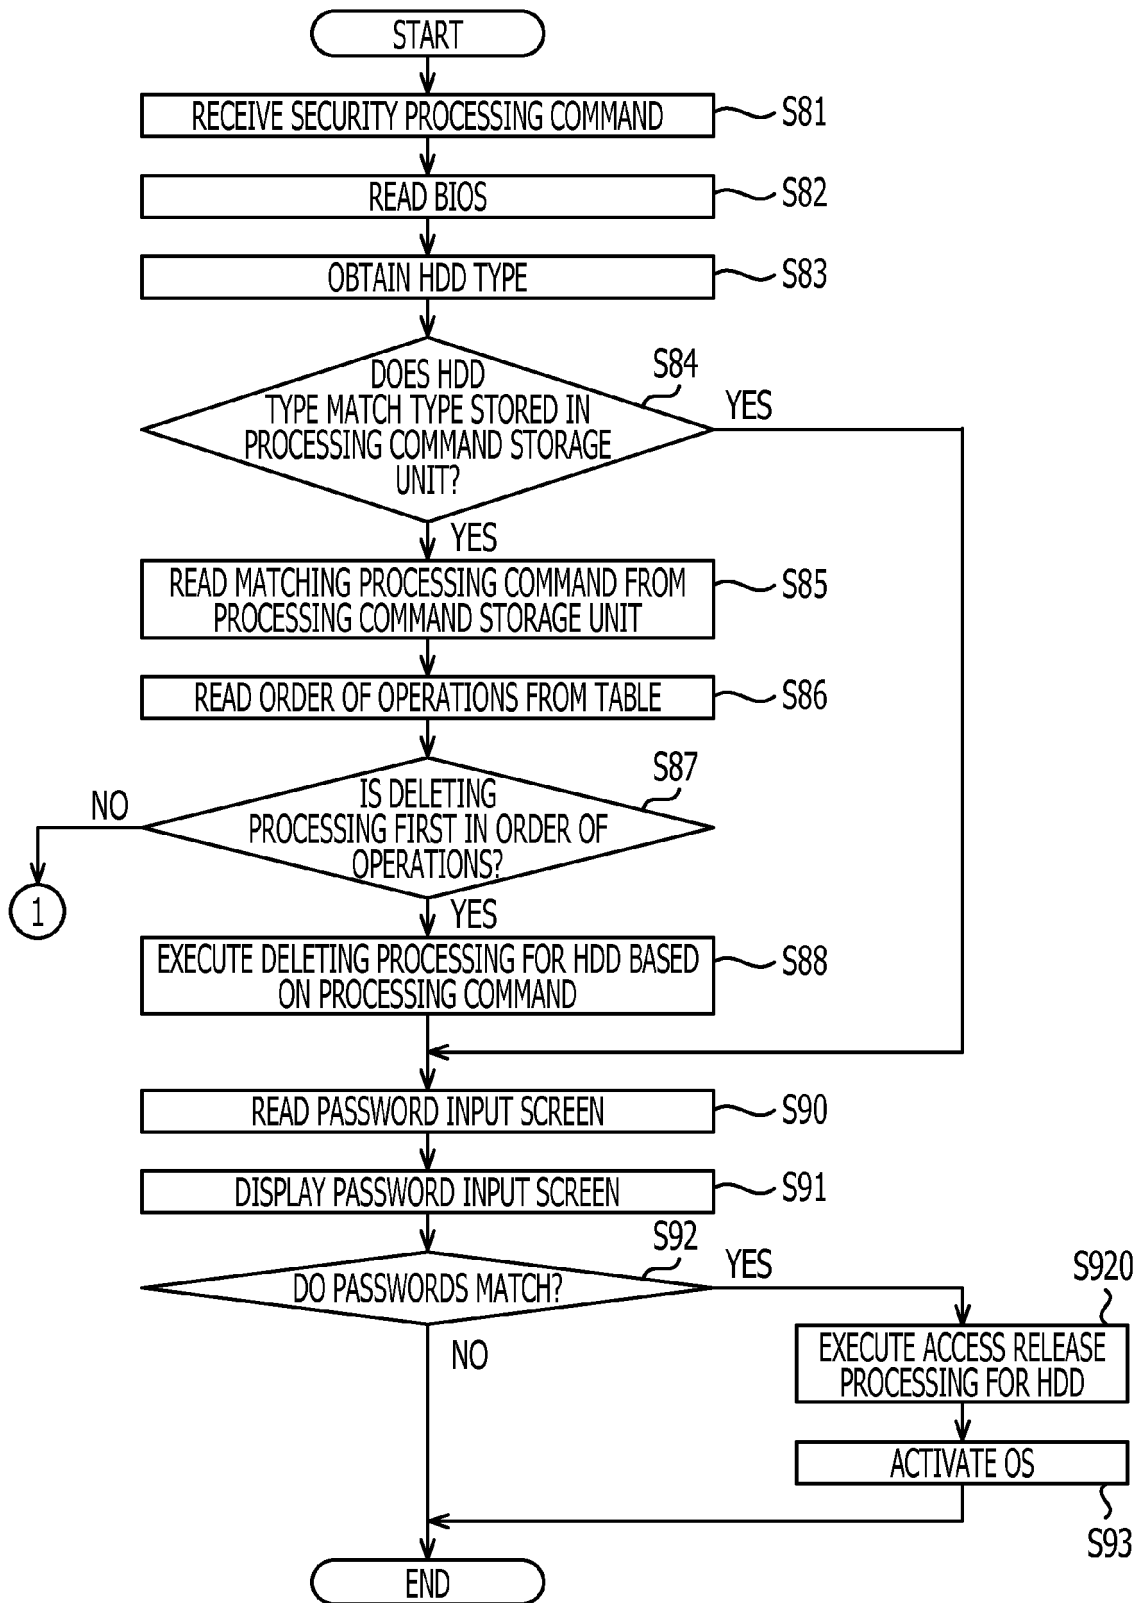 START
RECEIVE SECURITY PROCESSING COMMAND
S81
READ BIOS
S82
OBTAIN HDD TYPE
S83
DOES HDD
TYPE MATCH TYPE STORED IN
PROCESSING COMMAND STORAGE
UNIT?
S84
YES
YES
READ MATCHING PROCESSING COMMAND FROM
PROCESSING COMMAND STORAGE UNIT
S85
READ ORDER OF OPERATIONS FROM TABLE
S86
IS DELETING
PROCESSING FIRST IN ORDER OF
OPERATIONS?
S87
NO
1
YES
EXECUTE DELETING PROCESSING FOR HDD BASED
ON PROCESSING COMMAND
S88
READ PASSWORD INPUT SCREEN
S90
DISPLAY PASSWORD INPUT SCREEN
S91
DO PASSWORDS MATCH?
S92
YES
NO
S920
EXECUTE ACCESS RELEASE
PROCESSING FOR HDD
ACTIVATE OS
S93
END